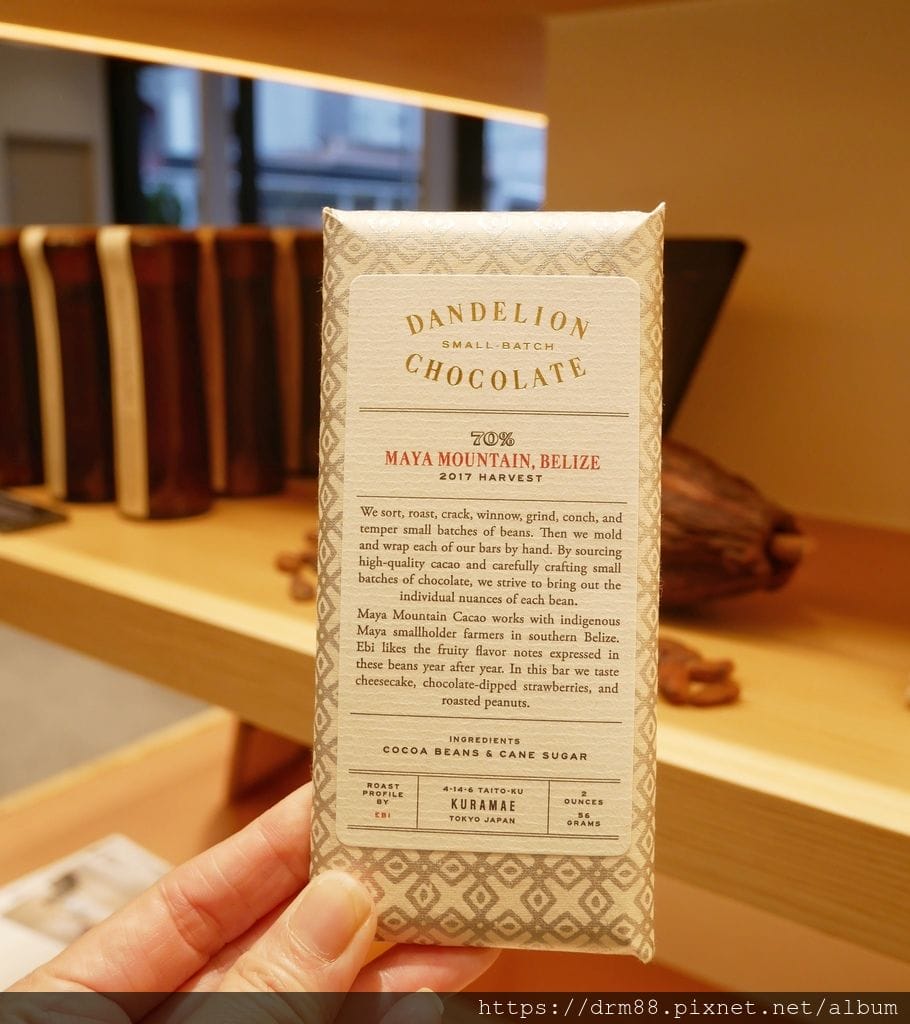 DANDELION
SMALL-BATCH
CHOCOLATE
70%
MAYA MOUNTAIN, BELIZE
2017 HARVEST
We sort, roast, crack, winnow, grind, conch, and
temper small batches of beans. Then we mold
and wrap each of our bars by hand. By sourcing
high-quality cacao and carefully crafting small
batches of chocolate, we strive to bring out the
individual nuances of each bean.
Maya Mountain Cacao works with indigenous
Maya smallholder farmers in southern Belize.
Ebi likes the fruity flavor notes expressed in
these beans year after year. In this bar we taste
cheesecake, chocolate-dipped strawberries, and
roasted peanuts.
INGREDIENTS
COCOA BEANS & CANE SUGAR
ROAST
PROFILE
BY
EBI
4-14-6 TAITO-KU
KURAMAE
TOKYO JAPAN
2
OUNCES
56
GRAMS
https://drm88.pixnet.net/album